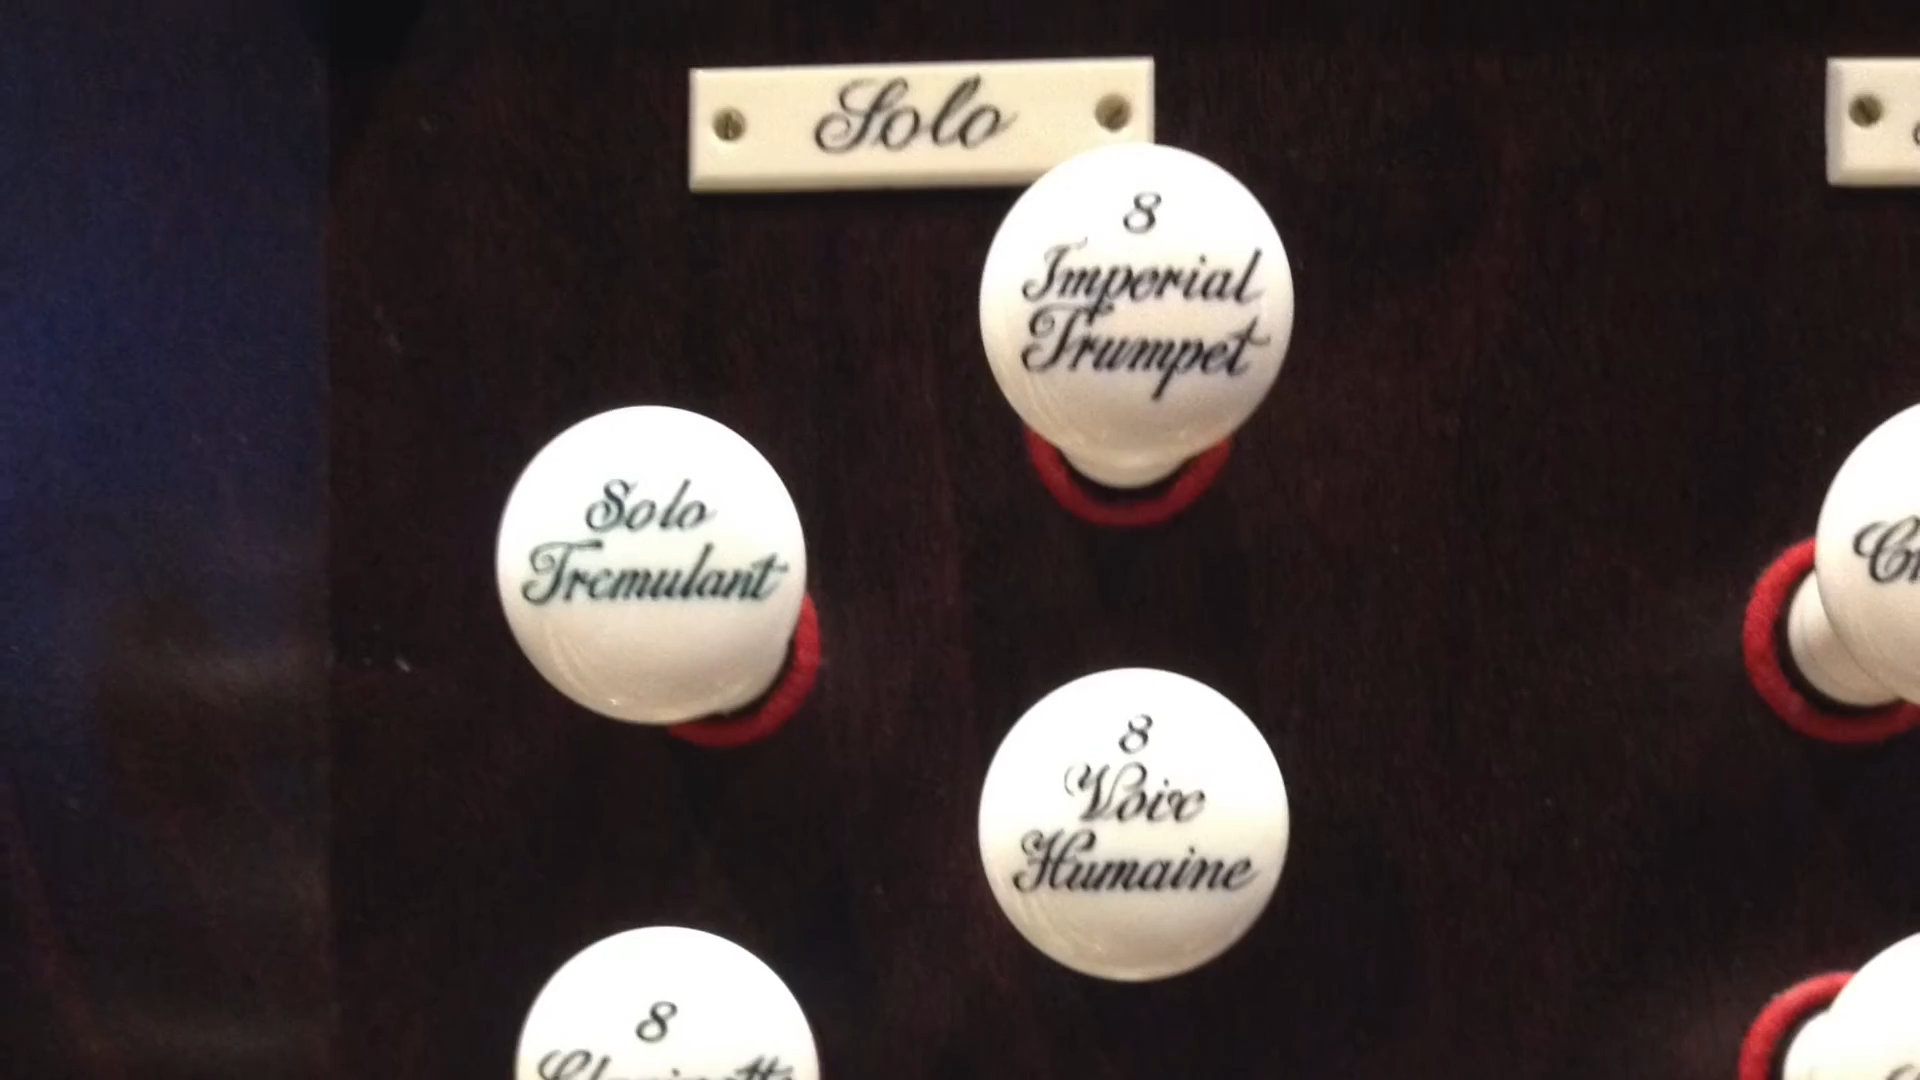 Solo
8
Imperial
Trumpet
Solo
Tremulant
8
Voix
Humaine
8